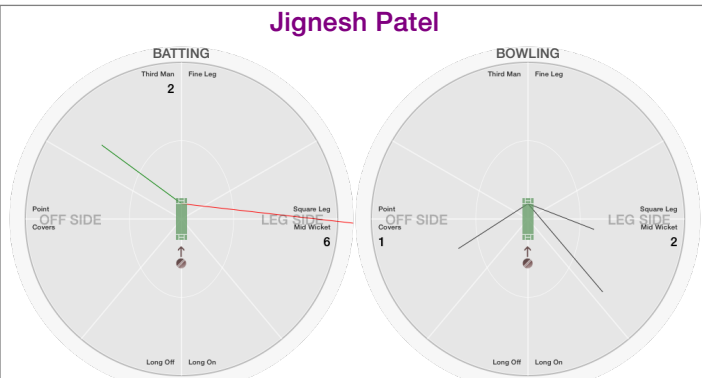 Jignesh Patel
BATTING
Third Man Fine Leg
2
Point Square Leg
OFF SIDE LEG SIDE
Covers Mid Wicket
6
Long Off Long On
BOWLING
Third Man Fine Leg
Point Square Leg
OFF SIDE LEG SIDE
Covers Mid Wicket
1 2
Long Off Long On